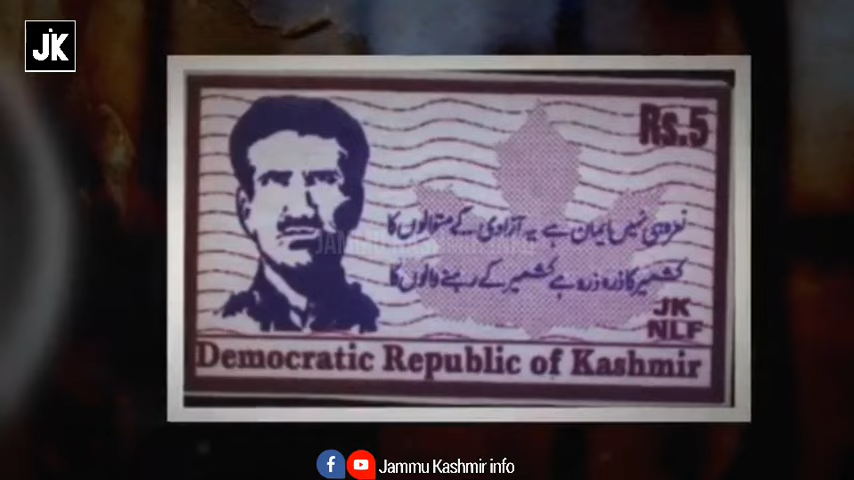 JK
Rs.5
نعرہ ہی نہیں ایمان ہے یہ آزادی کے متوالوں کا
کشمیر کا ذرہ ذرہ ہے کشمیر کے رہنے والوں کا
JK
NLF
Democratic Republic of Kashmir
Jammu Kashmir info